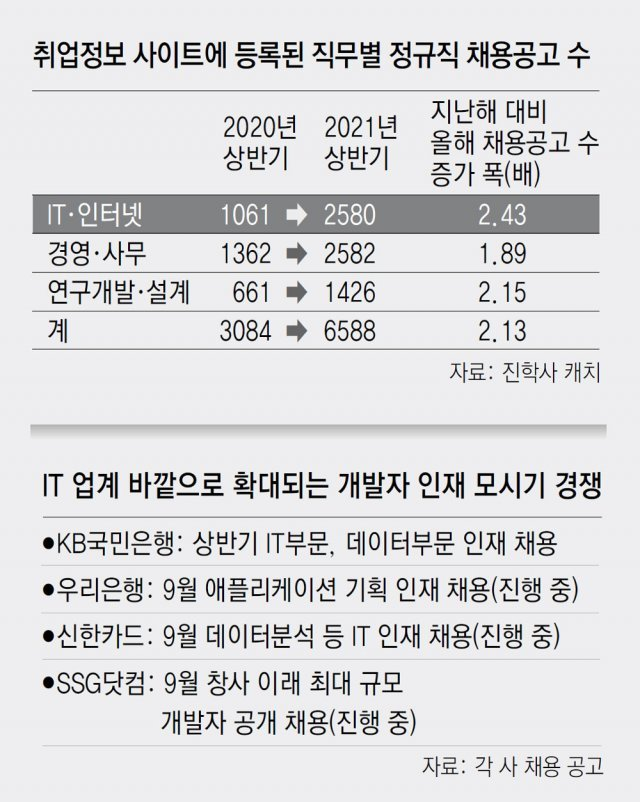 취업정보 사이트에 등록된 직무별 정규직 채용공고 수
2020년 상반기 2021년 상반기 지난해 대비 올해 채용공고 수 증가 폭(배)
IT·인터넷 1061 ➡ 2580 2.43
경영·사무 1362 ➡ 2582 1.89
연구개발·설계 661 ➡ 1426 2.15
계 3084 ➡ 6588 2.13
자료: 진학사 캐치
IT 업계 바깥으로 확대되는 개발자 인재 모시기 경쟁
●KB국민은행: 상반기 IT부문, 데이터부문 인재 채용
●우리은행: 9월 애플리케이션 기획 인재 채용(진행 중)
●신한카드: 9월 데이터분석 등 IT 인재 채용(진행 중)
●SSG닷컴: 9월 창사 이래 최대 규모
개발자 공개 채용(진행 중)
자료: 각 사 채용 공고